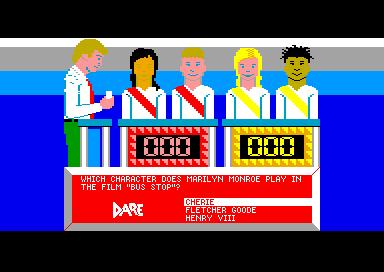 000
000
WHICH CHARACTER DOES MARILYN MONROE PLAY IN
THE FILM "BUS STOP"?
DARE
CHERIE
FLETCHER GOODE
HENRY VIII